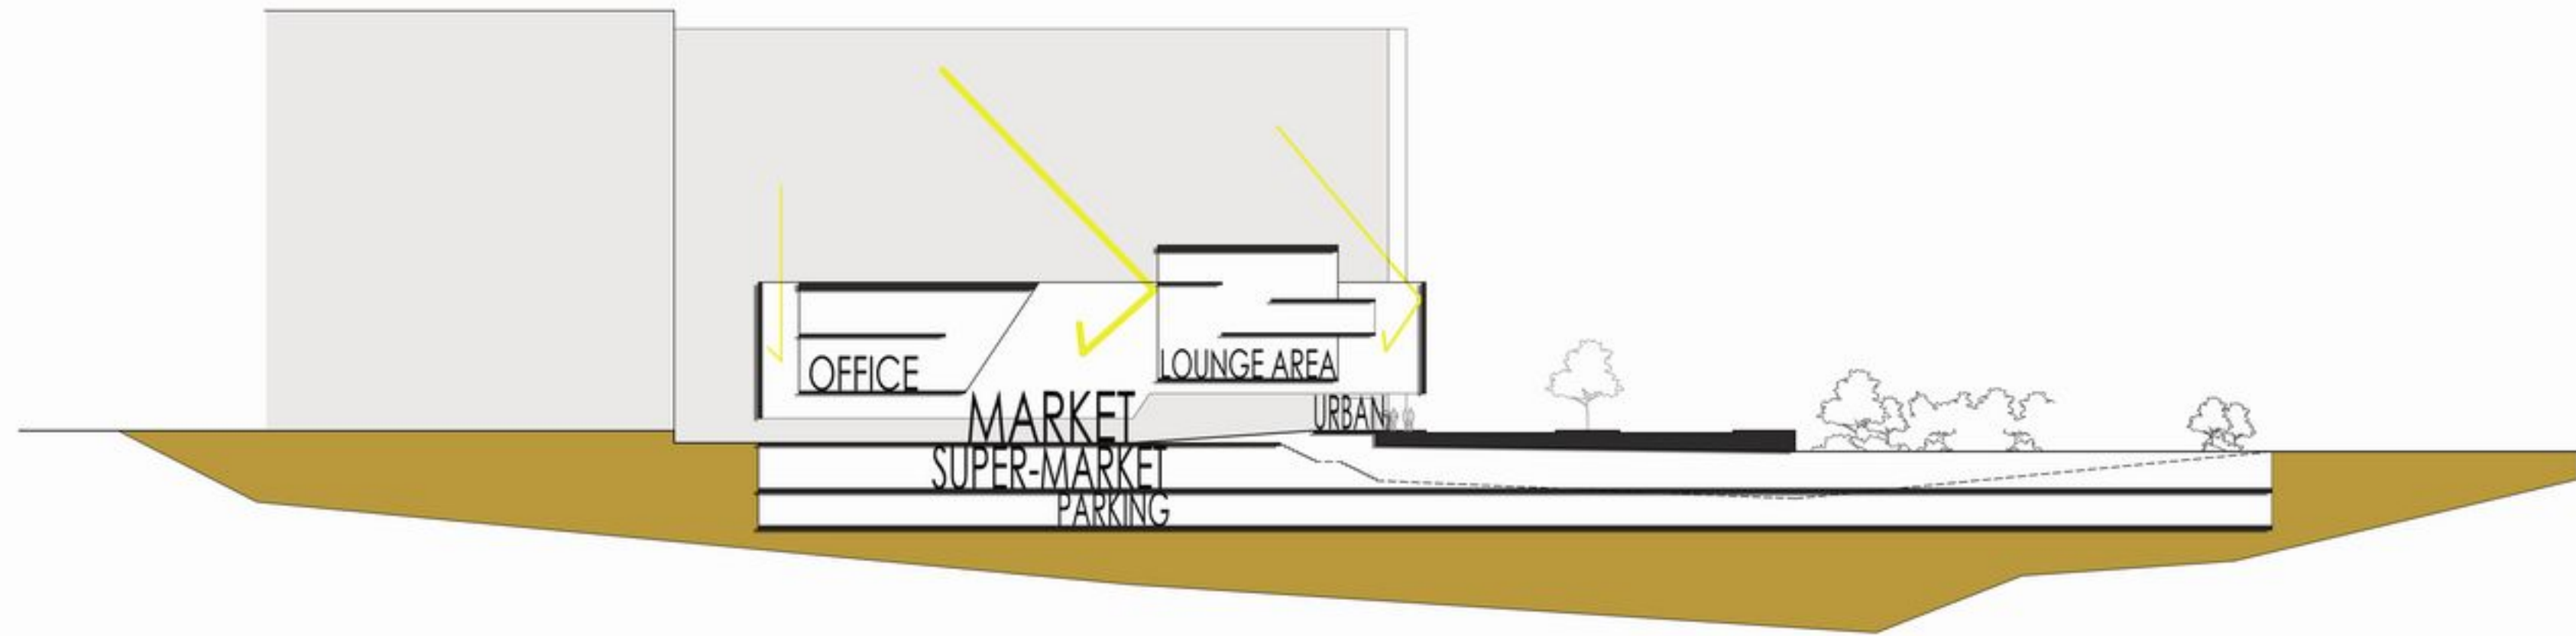 OFFICE
LOUNGE AREA
MARKET
URBAN
SUPER-MARKET
PARKING